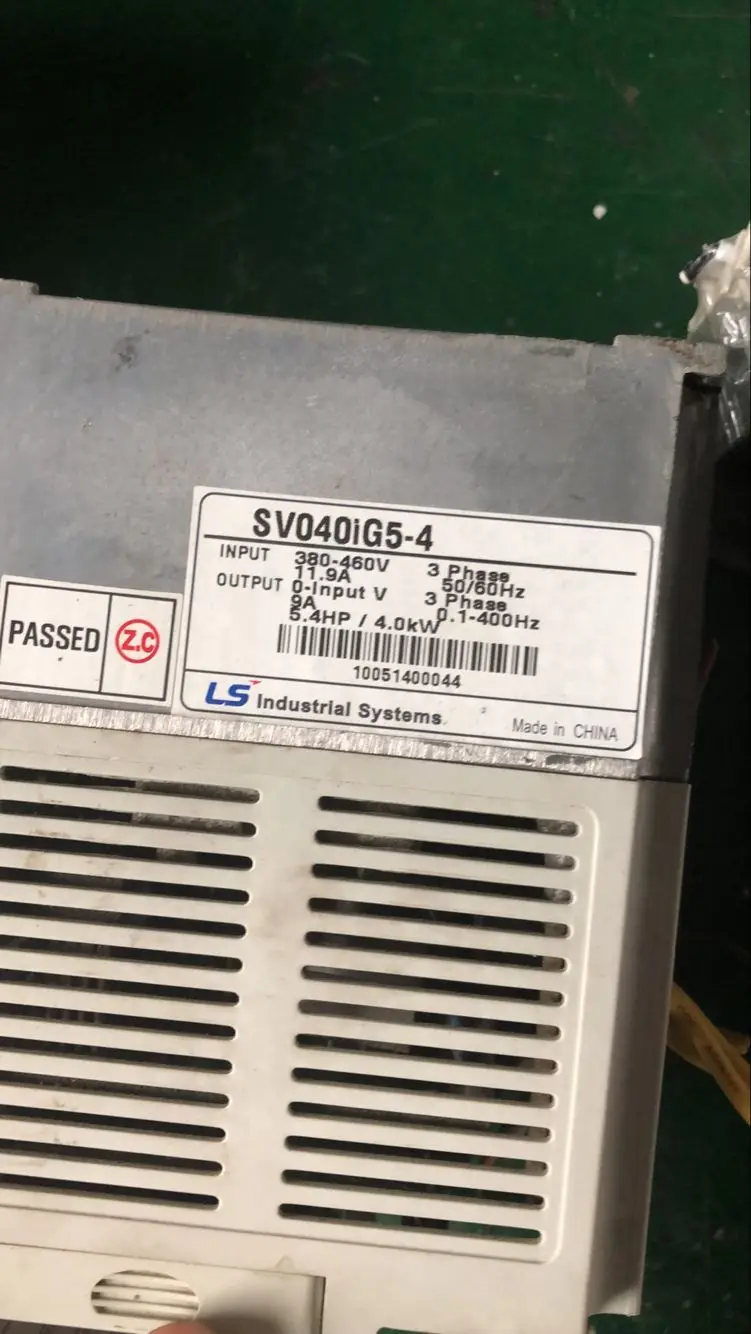 SV040iG5-4
INPUT 380-460V 3 Phase
11.9A 50/60Hz
OUTPUT 0-Input V 3 Phase
9A 0.1-400Hz
5.4HP / 4.0kW
10051400044
LS Industrial Systems
Made in CHINA
PASSED Z.C